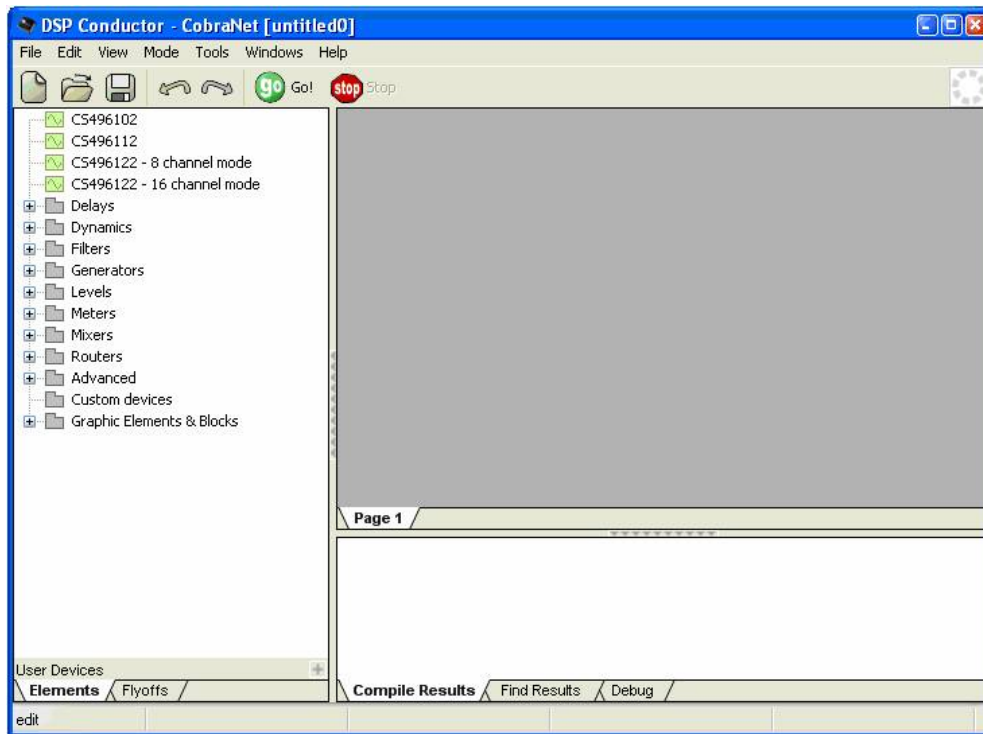 DSP Conductor - CobraNet [untitled0]
File Edit View Mode Tools Windows Help
go Go! stop Stop
CS496102
CS496112
CS496122 - 8 channel mode
CS496122 - 16 channel mode
Delays
Dynamics
Filters
Generators
Levels
Meters
Mixers
Routers
Advanced
Custom devices
Graphic Elements & Blocks
Page 1
User Devices
Elements Flyoffs
Compile Results Find Results Debug
edit